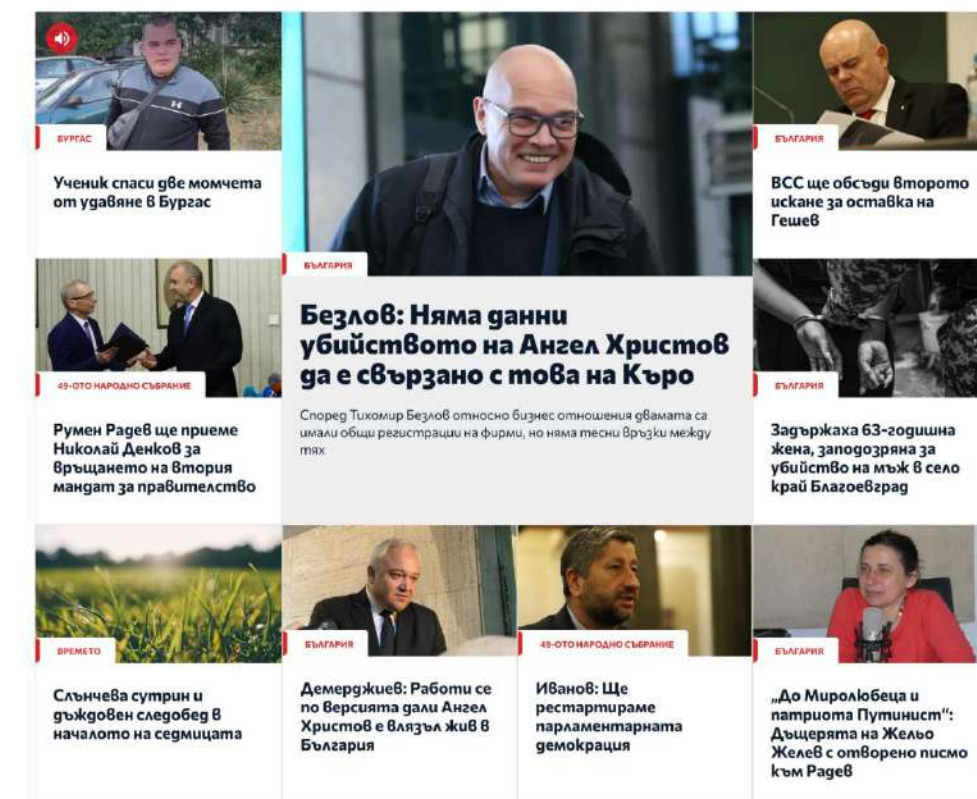 БУРГАС
Ученик спаси две момчета
от удавяне в Бургас
БЪЛГАРИЯ
Безлов: Няма данни
убийството на Ангел Христов
да е свързано с това на Къро
Според Тихомир Безлов относно бизнес отношения двамата са
имали общи регистрации на фирми, но няма тесни връзки между
тях
БЪЛГАРИЯ
ВСС ще обсъди второто
искане за оставка на
Гешев
49-ОТО НАРОДНО СЪБРАНИЕ
Румен Радев ще приеме
Николай Денков за
връщането на втория
мандат за правителство
БЪЛГАРИЯ
Задържаха 63-годишна
жена, заподозряна за
убийство на мъж в село
край Благоевград
ВРЕМЕТО
Слънчева сутрин и
дъждовен следобед в
началото на седмицата
БЪЛГАРИЯ
Демерджиев: Работи се
по версията дали Ангел
Христов е влязъл жив в
България
49-ОТО НАРОДНО СЪБРАНИЕ
Иванов: Ще
рестартираме
парламентарната
демокрация
БЪЛГАРИЯ
„До Миролюбеца и
патриота Путинист“:
Дъщерята на Жельо
Желев с отворено писмо
към Радев